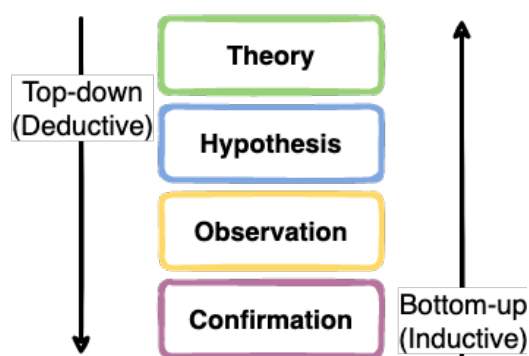 Theory
Top-down
(Deductive)
Hypothesis
Observation
Confirmation
Bottom-up
(Inductive)